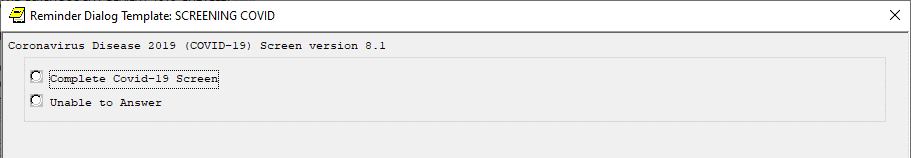 Reminder Dialog Template: SCREENING COVID
Coronavirus Disease 2019 (COVID-19) Screen version 8.1
Complete Covid-19 Screen
Unable to Answer